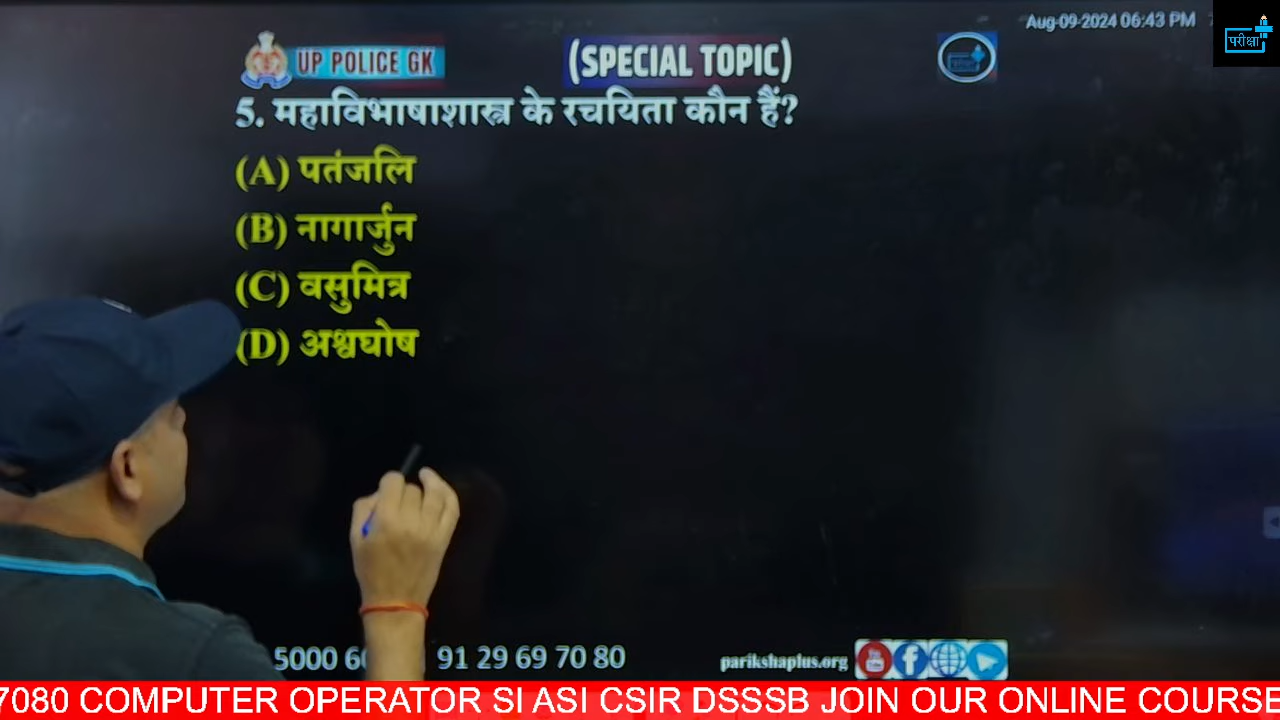 Aug-09-2024 06:43 PM
परीक्षा
UP POLICE GK
(SPECIAL TOPIC)
5. महाविभाषाशास्त्र के रचयिता कौन हैं?
(A) पतंजलि
(B) नागार्जुन
(C) वसुमित्र
(D) अश्वघोष
5000 6
91 29 69 70 80
parikshaplus.org
7080 COMPUTER OPERATOR SI ASI CSIR DSSSB JOIN OUR ONLINE COURSE